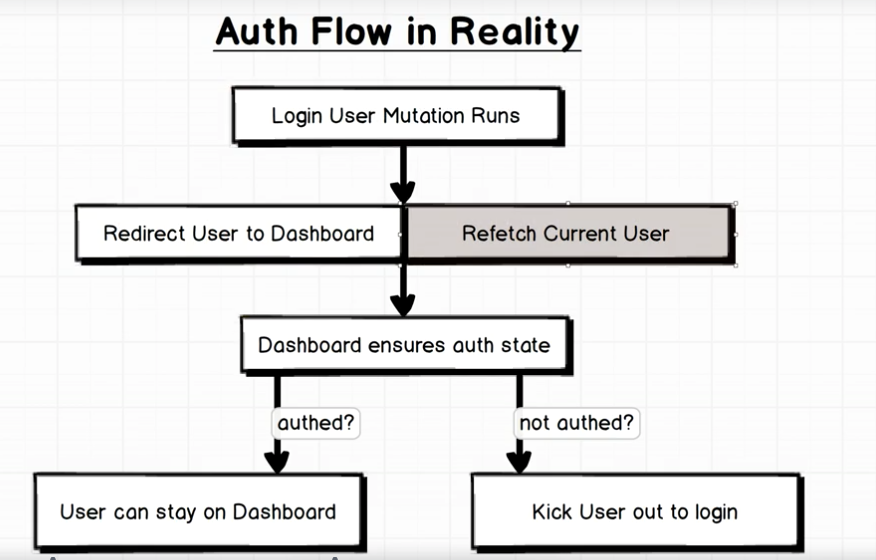 Auth Flow in Reality
Login User Mutation Runs
Redirect User to Dashboard
Refetch Current User
Dashboard ensures auth state
authed?
not authed?
User can stay on Dashboard
Kick User out to login